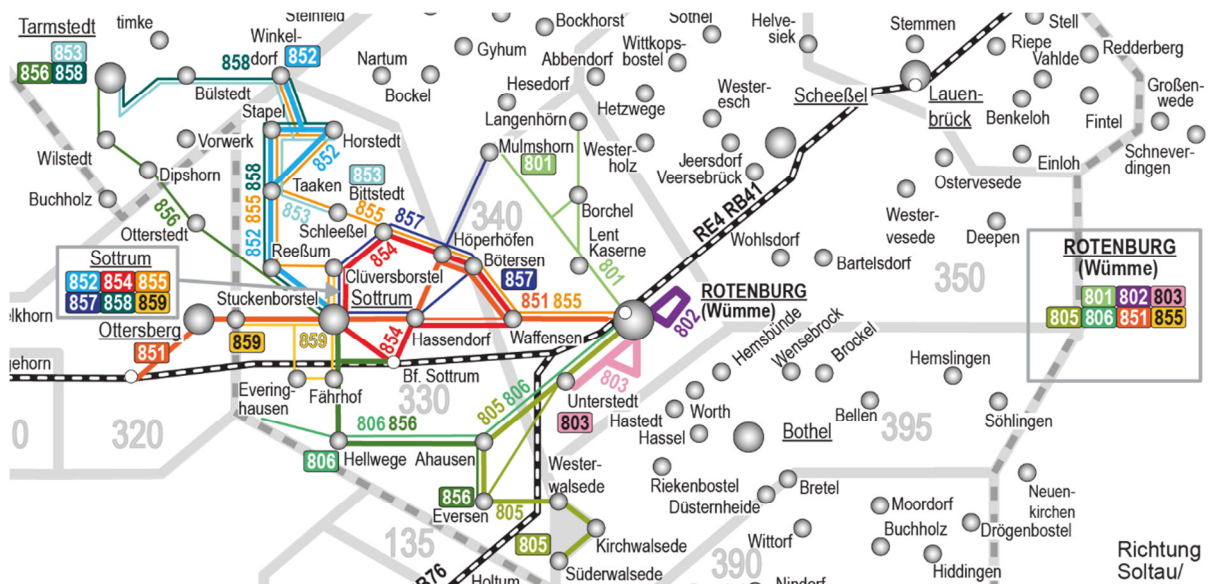 Tarmstedt
853
856 858
timke
Steinfeld
Winkel-
dorf
852
858
Bülstedt
Nartum
Bockel
Gyhum
Bockhorst
Abbendorf
Wittkops-
bostel
Sothel
Helve-
siek
Stemmen
Stell
Riepe
Vahlde
Redderberg
Großen-
wede
Hesedorf
Hetzwege
Wester-
esch
Scheeßel
Lauen-
brück
Benkeloh
Fintel
Schnever-
dingen
Stapel
Horstedt
Vorwerk
Wilstedt
Dipshorn
Buchholz
852
858
Taaken
853
Bittstedt
853
855
857
Langenhörn
Mulmshorn
801
Wester-
holz
Jeersdorf
Veersebrück
Einloh
Ostervesede
Borchel
340
RE4 RB41
Wester-
vesede
Deepen
856
Otterstedt
852
855
Reeßum
Schleeßel
854
Höperhöfen
Lent
Kaserne
801
Wohlsdorf
Bartelsdorf
350
Sottrum
852 854 855
857 858 859
Clüversborstel
Bötersen
857
Stuckenborstel
Sottrum
851 855
ROTENBURG
(Wümme)
802
ROTENBURG
(Wümme)
801 802 803
805 806 851 855
elkhorn
Ottersberg
851
859
859
854
Hassendorf
Waffensen
Hemsbünde
Wensebrock
Brockel
Hemslingen
gehorn
Bf. Sottrum
Evering-
hausen
Fährhof
330
803
Unterstedt
803
Hastedt
Worth
Hassel
Bellen
Söhlingen
0
320
805 806
Bothel
395
806 856
806
Hellwege
Ahausen
Wester-
walsede
Riekenbostel
Düsternheide
Bretel
Neuen-
kirchen
856
Eversen
805
Moordorf
Buchholz
Drögenbostel
135
805
Kirchwalsede
Wittorf
390
Hiddingen
Richtung
Soltau/
B76
Holtum
Süderwalsede
Nindorf